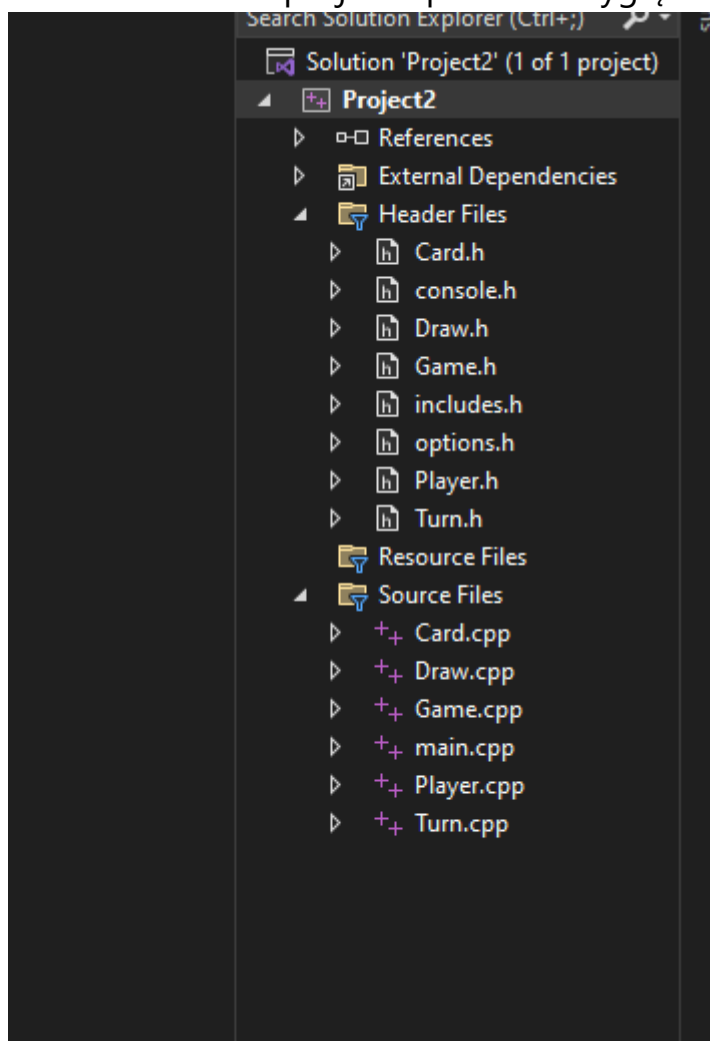 Search Solution Explorer (Ctrl+;)
Solution 'Project2' (1 of 1 project)
Project2
References
External Dependencies
Header Files
Card.h
console.h
Draw.h
Game.h
includes.h
options.h
Player.h
Turn.h
Resource Files
Source Files
Card.cpp
Draw.cpp
Game.cpp
main.cpp
Player.cpp
Turn.cpp